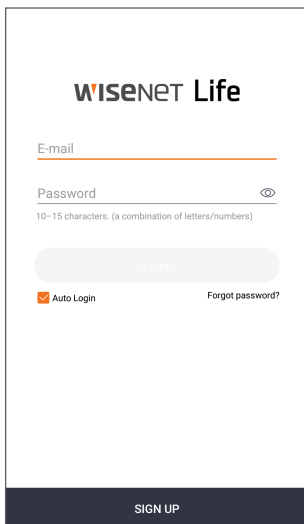 WISENET Life
E-mail
Password
10–15 characters. (a combination of letters/numbers)
Login
Auto Login
Forgot password?
SIGN UP